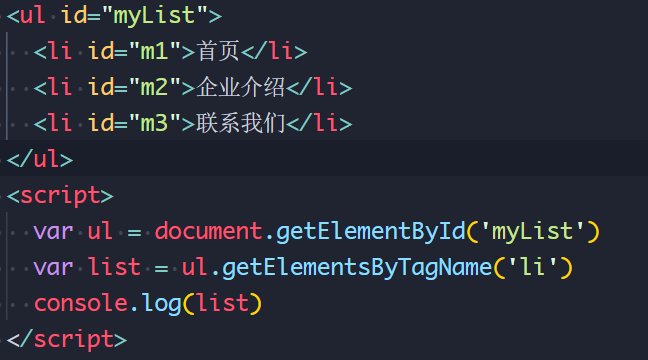 <ul id="myList">
  <li id="m1">首页</li>
  <li id="m2">企业介绍</li>
  <li id="m3">联系我们</li>
</ul>
<script>
  var ul = document.getElementById('myList')
  var list = ul.getElementsByTagName('li')
  console.log(list)
</script>